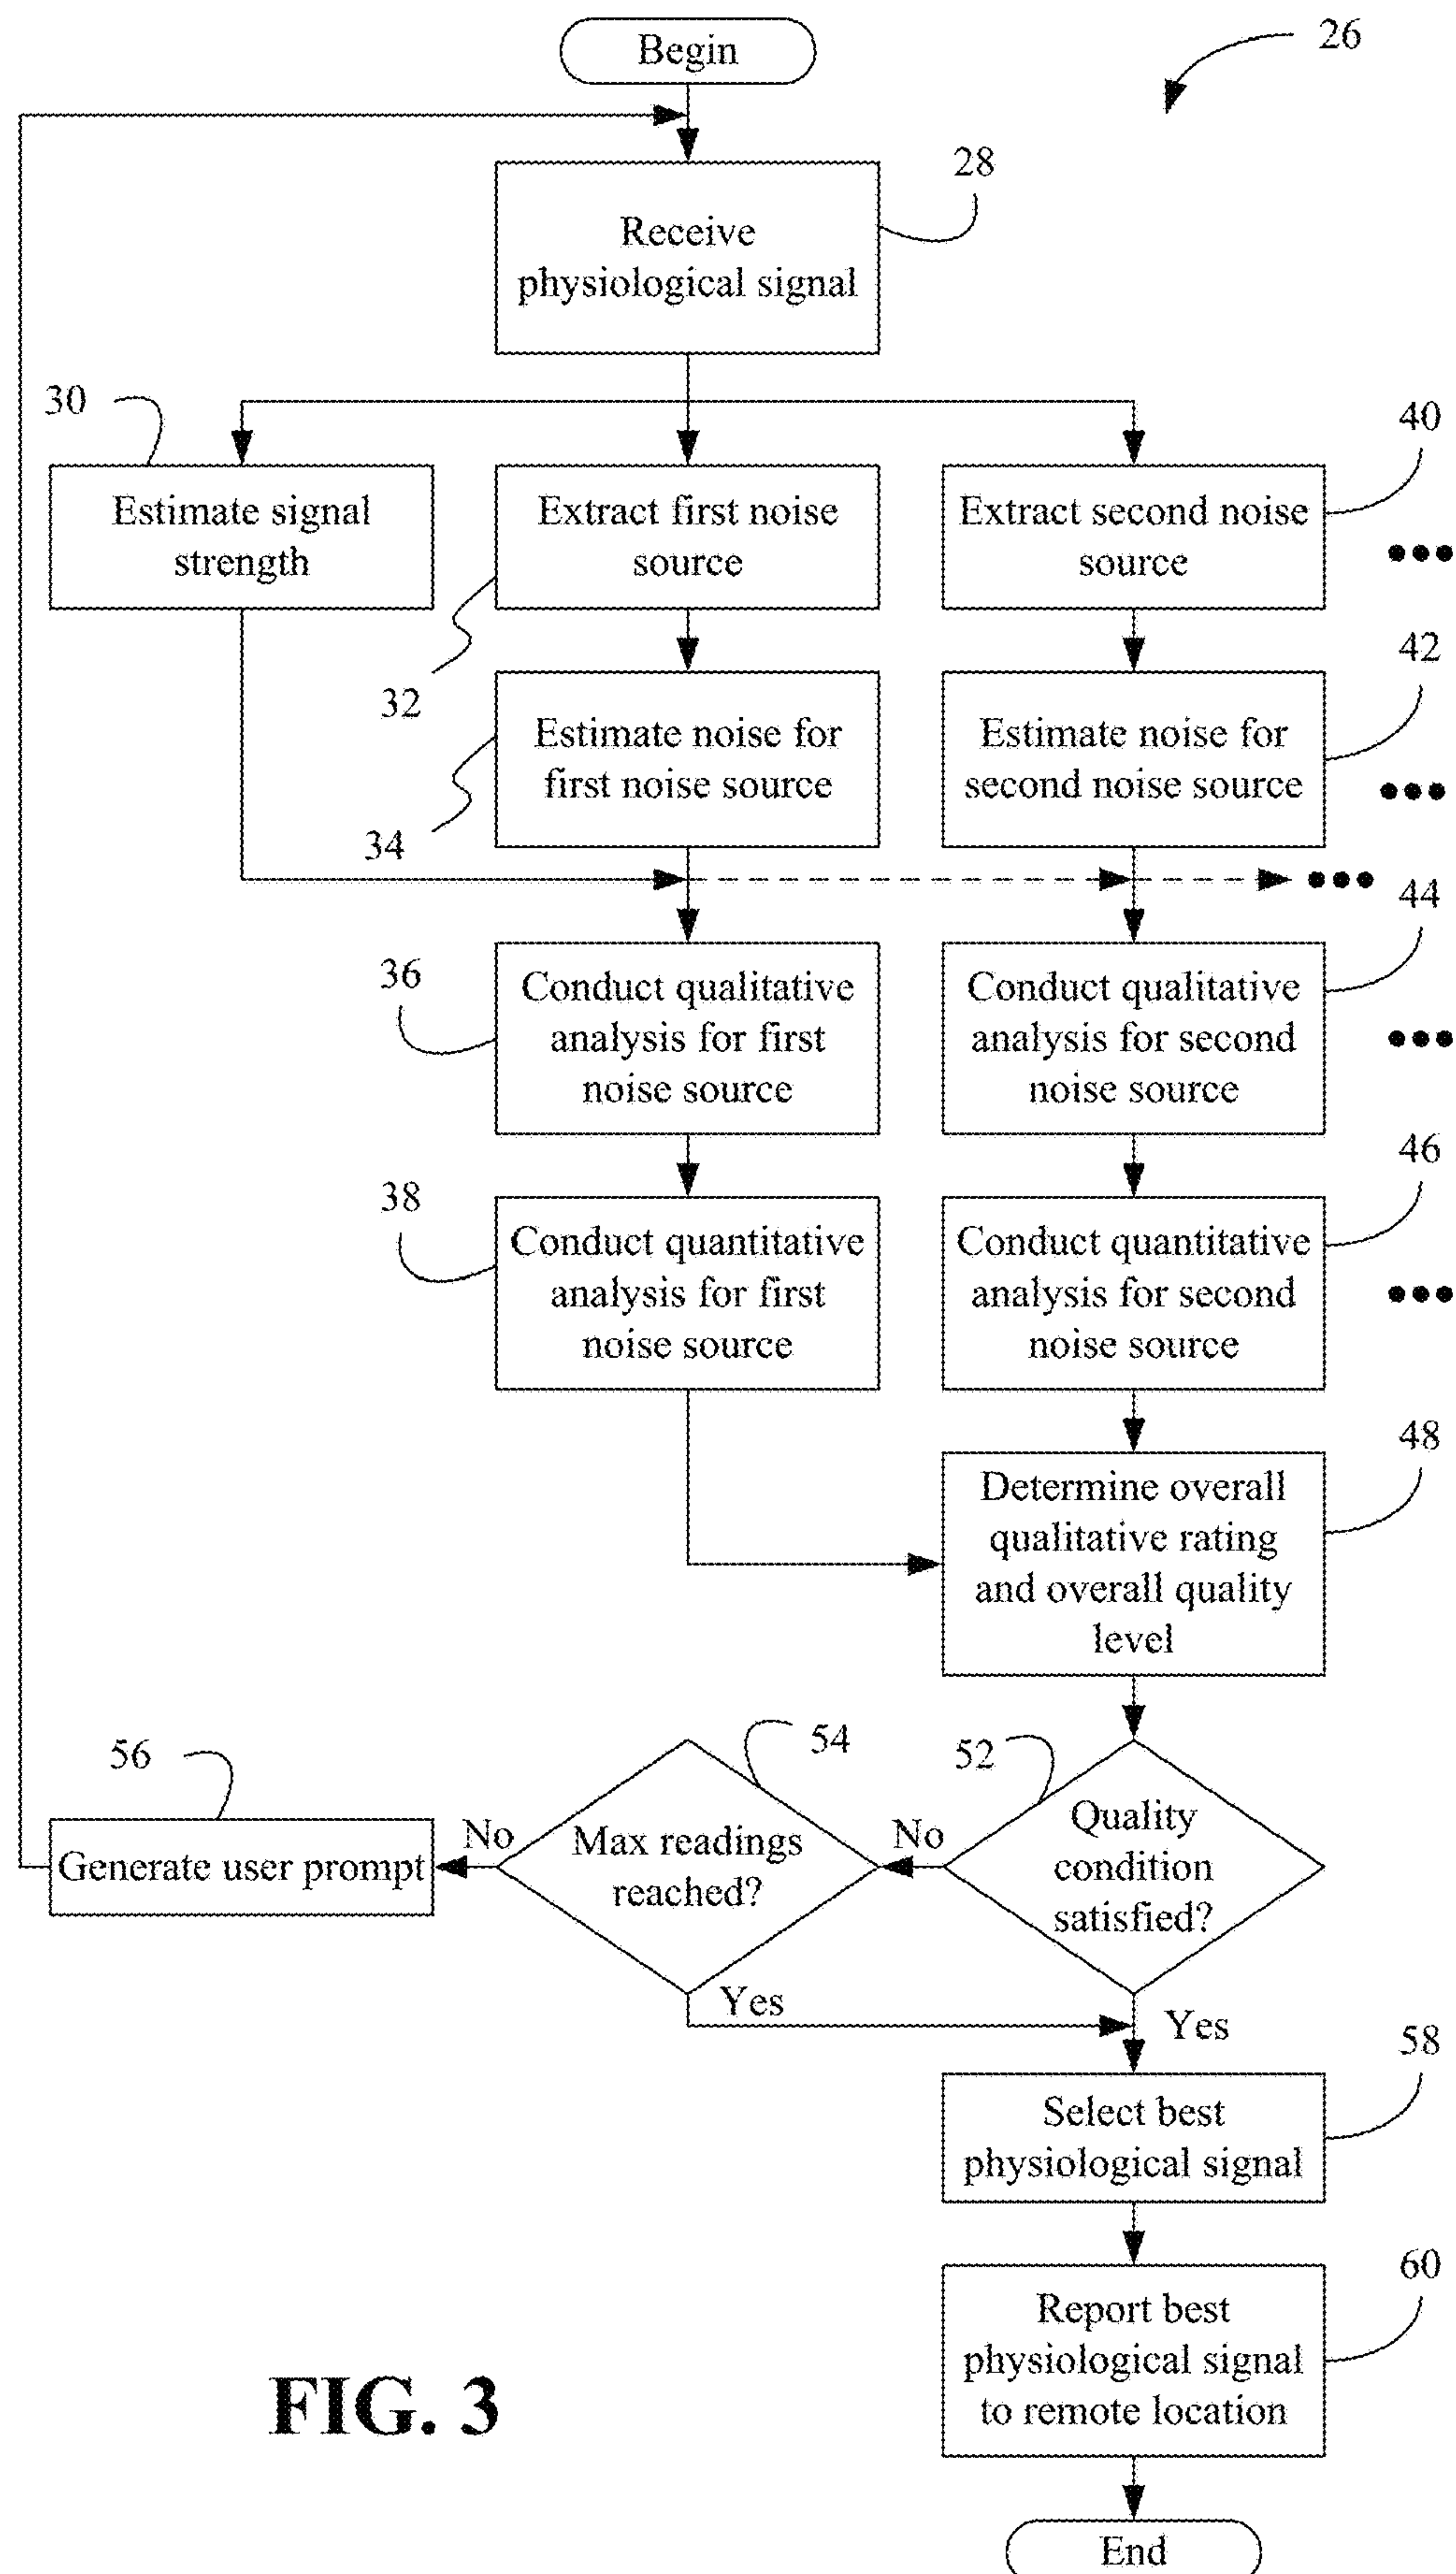 Begin
26
28
Receive
physiological signal
30
40
Estimate signal
strength
Extract first noise
source
Extract second noise
source
•••
32
42
Estimate noise for
first noise source
Estimate noise for
second noise source
•••
34
•••
44
36
Conduct qualitative
analysis for first
noise source
Conduct qualitative
analysis for second
noise source
•••
46
38
Conduct quantitative
analysis for first
noise source
Conduct quantitative
analysis for second
noise source
•••
48
Determine overall
qualitative rating
and overall quality
level
56
54
52
Generate user prompt
No
Max readings
reached?
No
Quality
condition
satisfied?
Yes
Yes
58
Select best
physiological signal
60
Report best
physiological signal
to remote location
FIG. 3
End